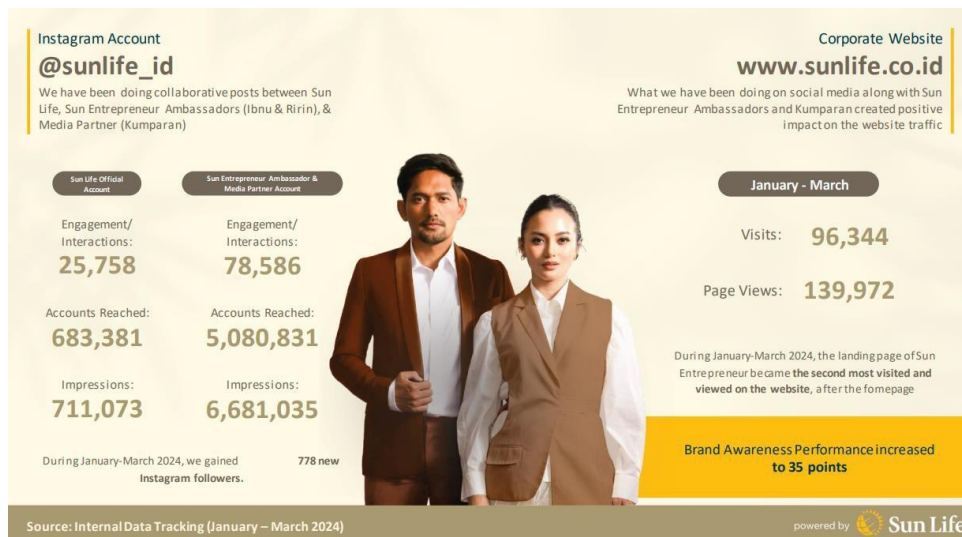 Instagram Account
@sunlife_id
We have been doing collaborative posts between Sun
Life, Sun Entrepreneur Ambassadors (Ibnu & Ririn), &
Media Partner (Kumparan)
Corporate Website
www.sunlife.co.id
What we have been doing on social media along with Sun
Entrepreneur Ambassadors and Kumparan created positive
impact on the website traffic
Sun Life Official
Account
Engagement/
Interactions:
25,758
Accounts Reached:
683,381
Impressions:
711,073
Sun Entrepreneur Ambassador &
Media Partner Account
Engagement/
Interactions:
78,586
Accounts Reached:
5,080,831
Impressions:
6,681,035
During January-March 2024, we gained 778 new
Instagram followers.
January - March
Visits: 96,344
Page Views: 139,972
During January-March 2024, the landing page of Sun
Entrepreneur became the second most visited and
viewed on the website, after the fomepage
Brand Awareness Performance increased
to 35 points
Source: Internal Data Tracking (January – March 2024)
powered by Sun Life